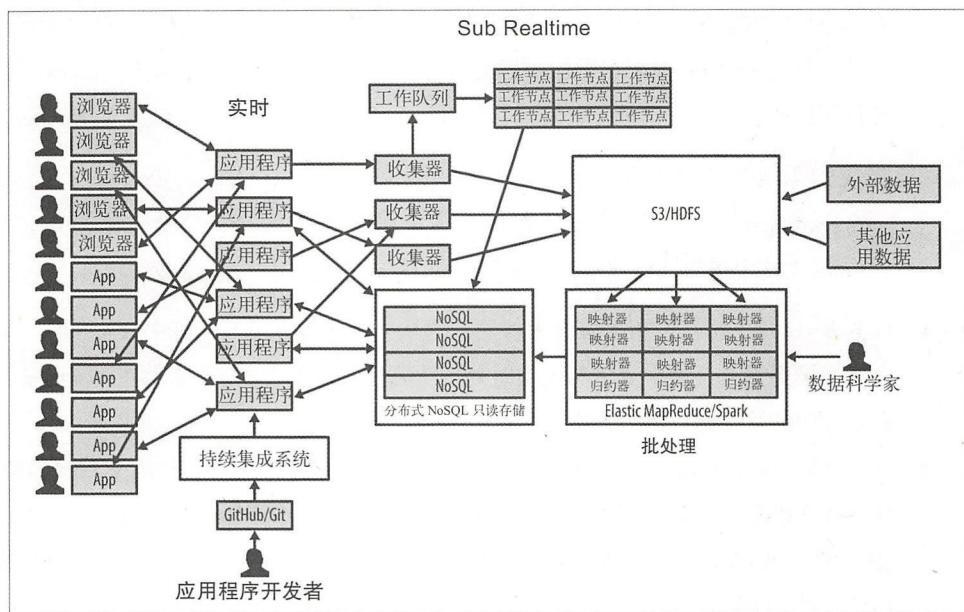 Sub Realtime
实时
浏览器
浏览器
浏览器
浏览器
浏览器
App
App
App
App
App
App
App
应用程序
应用程序
应用程序
应用程序
应用程序
应用程序
持续集成系统
GitHub/Git
应用程序开发者
工作队列
工作节点 工作节点 工作节点
工作节点 工作节点 工作节点
工作节点 工作节点 工作节点
收集器
收集器
收集器
NoSQL
NoSQL
NoSQL
NoSQL
分布式 NoSQL 只读存储
S3/HDFS
映射器 映射器 映射器
映射器 映射器 映射器
映射器 映射器 映射器
归约器 归约器 归约器
Elastic MapReduce/Spark
批处理
外部数据
其他应
用数据
数据科学家